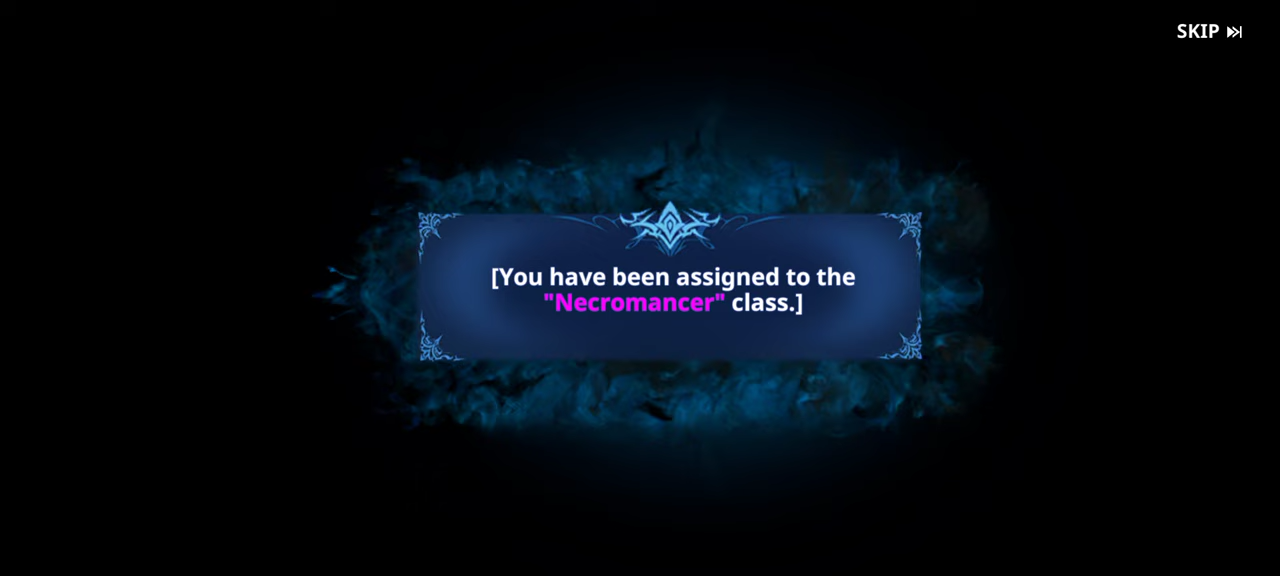 SKIP
[You have been assigned to the
"Necromancer" class.]